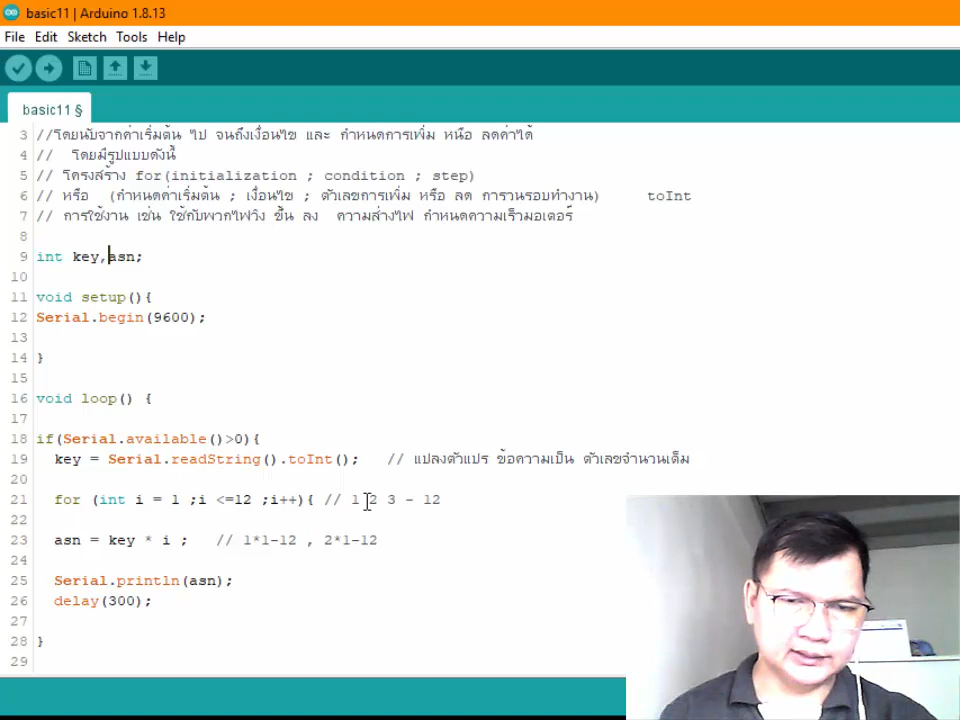 basic11 | Arduino 1.8.13
File Edit Sketch Tools Help
basic11 §
3 //โดยนับจากค่าเริ่มต้น ไป จนถึงเงื่อนไข และ กำหนดการเพิ่ม หนือ ลดค่าได้
4 // โดยมีรูปแบบดังนี้
5 // โครงสร้าง for(initialization ; condition ; step)
6 // หรือ (กำหนดค่าเริ่มต้น ; เงื่อนไข ; ตัวเลขการเพิ่ม หรือ ลด การวนรอบทำงาน) toInt
7 // การใช้งาน เช่น ใช้กับพวกไฟวิ่ง ขึ้น ลง ความสว่างไฟ กำหนดความเร็วมอเตอร์
8
9 int key,asn;
10
11 void setup(){
12 Serial.begin(9600);
13
14 }
15
16 void loop() {
17
18 if(Serial.available()>0){
19 key = Serial.readString().toInt(); // แปลงตัวแปร ข้อความเป็น ตัวเลขจำนวนเต็ม
20
21 for (int i = 1 ;i <=12 ;i++){ // 1 2 3 - 12
22
23 asn = key * i ; // 1*1-12 , 2*1-12
24
25 Serial.println(asn);
26 delay(300);
27
28 }
29